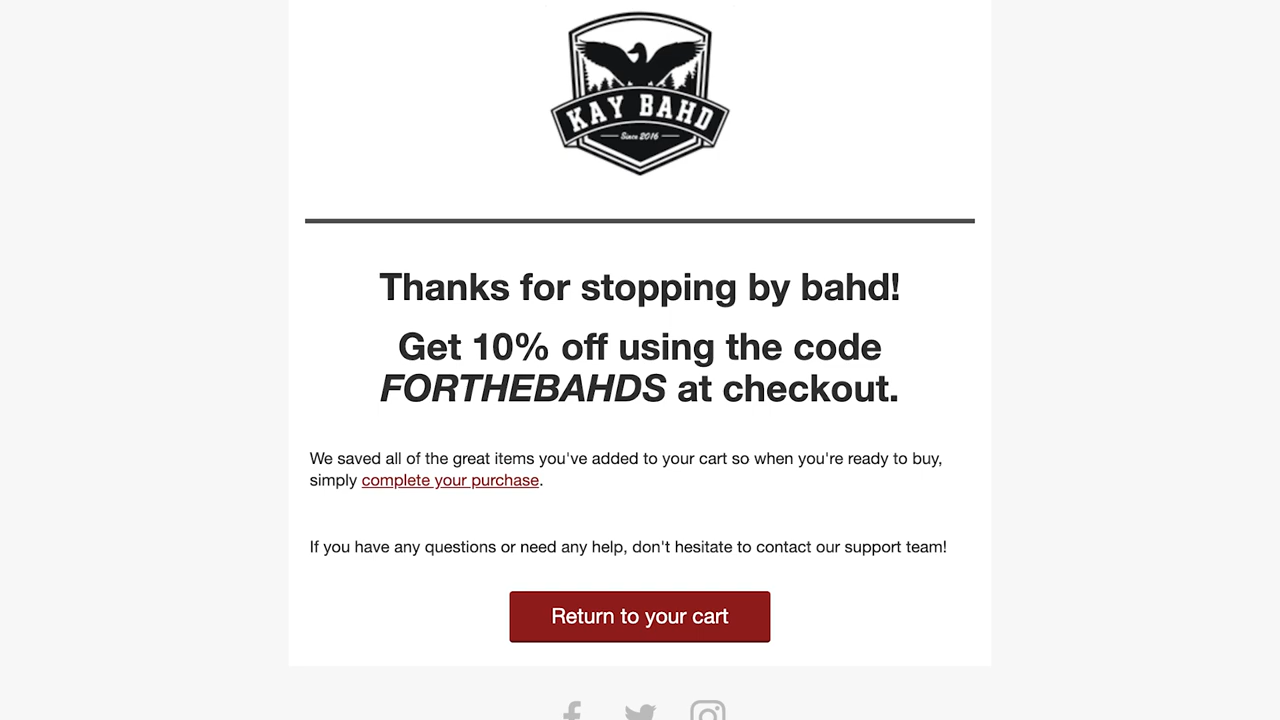 KAY BAHD
Since 2016
Thanks for stopping by bahd!
Get 10% off using the code
FORTHEBAHDS at checkout.
We saved all of the great items you've added to your cart so when you're ready to buy,
simply complete your purchase.
If you have any questions or need any help, don't hesitate to contact our support team!
Return to your cart